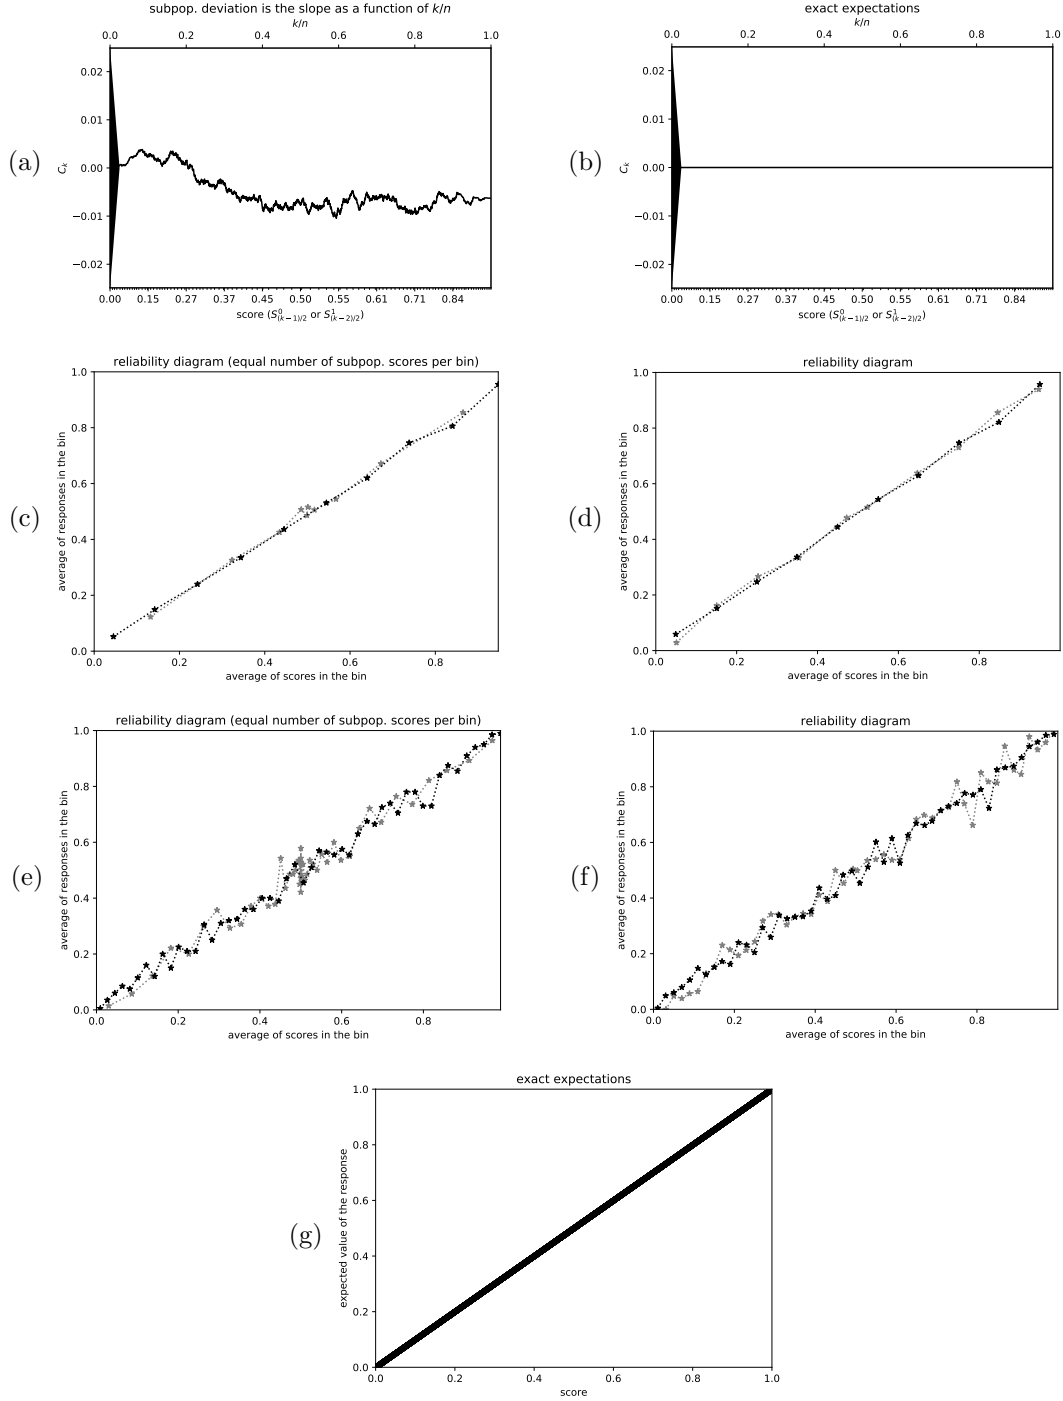 subpop. deviation is the slope as a function of k/n
k/n
0.0 0.2 0.4 0.6 0.8 1.0
(a)
C_k
0.02
0.01
0.00
−0.01
−0.02
0.00 0.15 0.27 0.37 0.45 0.50 0.55 0.61 0.71 0.84
score (S^0_{(k−1)/2} or S^1_{(k−2)/2})
exact expectations
k/n
0.0 0.2 0.4 0.6 0.8 1.0
(b)
C_k
0.02
0.01
0.00
−0.01
−0.02
0.00 0.15 0.27 0.37 0.45 0.50 0.55 0.61 0.71 0.84
score (S^0_{(k−1)/2} or S^1_{(k−2)/2})
reliability diagram (equal number of subpop. scores per bin)
(c)
average of responses in the bin
1.0
0.8
0.6
0.4
0.2
0.0
0.0 0.2 0.4 0.6 0.8
average of scores in the bin
reliability diagram
(d)
average of responses in the bin
1.0
0.8
0.6
0.4
0.2
0.0
0.0 0.2 0.4 0.6 0.8
average of scores in the bin
reliability diagram (equal number of subpop. scores per bin)
(e)
average of responses in the bin
1.0
0.8
0.6
0.4
0.2
0.0
0.0 0.2 0.4 0.6 0.8
average of scores in the bin
reliability diagram
(f)
average of responses in the bin
1.0
0.8
0.6
0.4
0.2
0.0
0.0 0.2 0.4 0.6 0.8
average of scores in the bin
exact expectations
(g)
expected value of the response
1.0
0.8
0.6
0.4
0.2
0.0
0.0 0.2 0.4 0.6 0.8 1.0
score